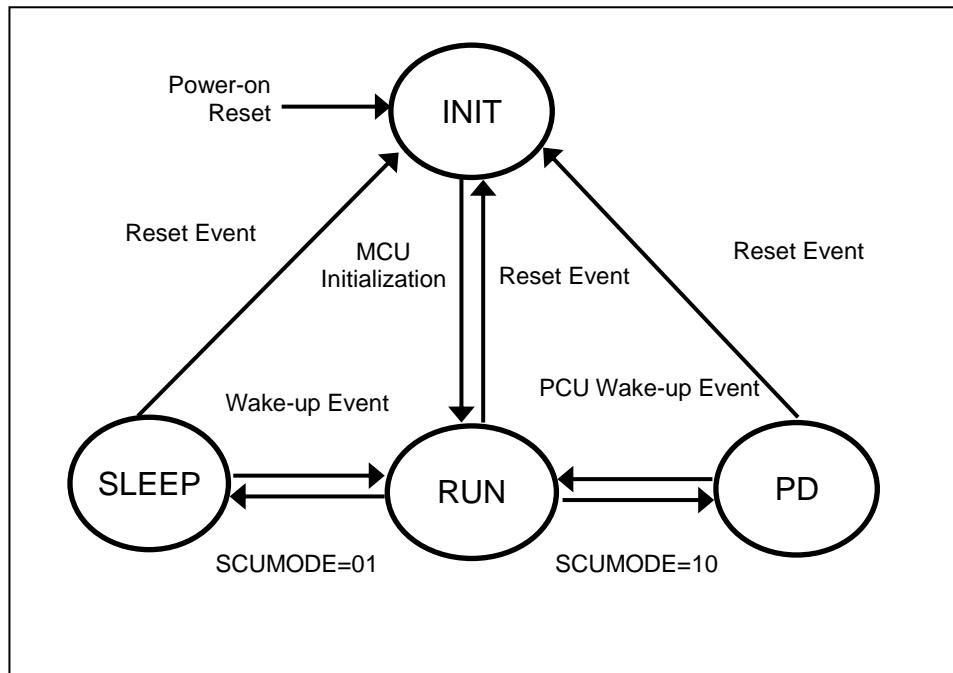 INIT
Power-on
Reset
Reset Event
MCU
Initialization
Reset Event
Reset Event
Wake-up Event
PCU Wake-up Event
SLEEP
RUN
PD
SCUMODE=01
SCUMODE=10